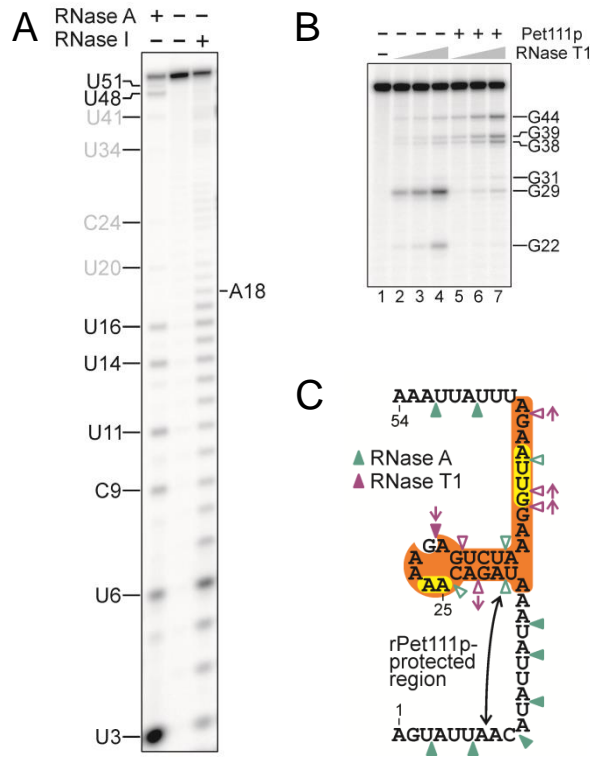 A
RNase A + − −
RNase I − − +
U51
U48
U41
U34
C24
U20
A18
U16
U14
U11
C9
U6
U3
B
− − − − + + + Pet111p
− RNase T1
G44
G39
G38
G31
G29
G22
1 2 3 4 5 6 7
C
AAAUUAUUU
54
A
G
A
A
U
U
G
G
A
A
RNase A
RNase T1
GA
GUCUA
A
A
CAGAU
AA
25
A
A
A
U
A
U
U
A
U
A
rPet111p-
protected
region
1
AGUAUUAAC